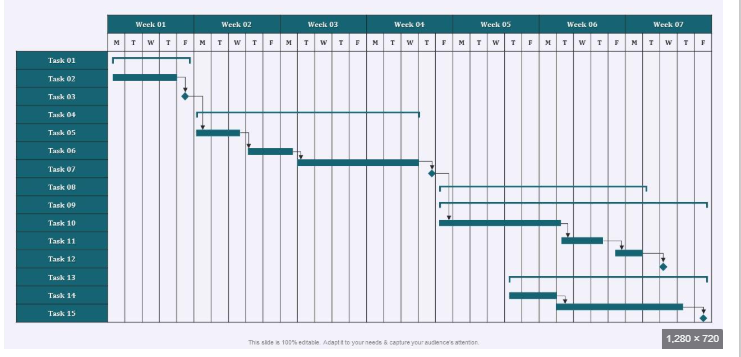 Week 01 Week 02 Week 03 Week 04 Week 05 Week 06 Week 07
M T W T F M T W T F M T W T F M T W T F M T W T F M T W T F M T W T F
Task 01
Task 02
Task 03
Task 04
Task 05
Task 06
Task 07
Task 08
Task 09
Task 10
Task 11
Task 12
Task 13
Task 14
Task 15
This slide is 100% editable. Adapt it to your needs & capture your audience's attention.
1,280 × 720